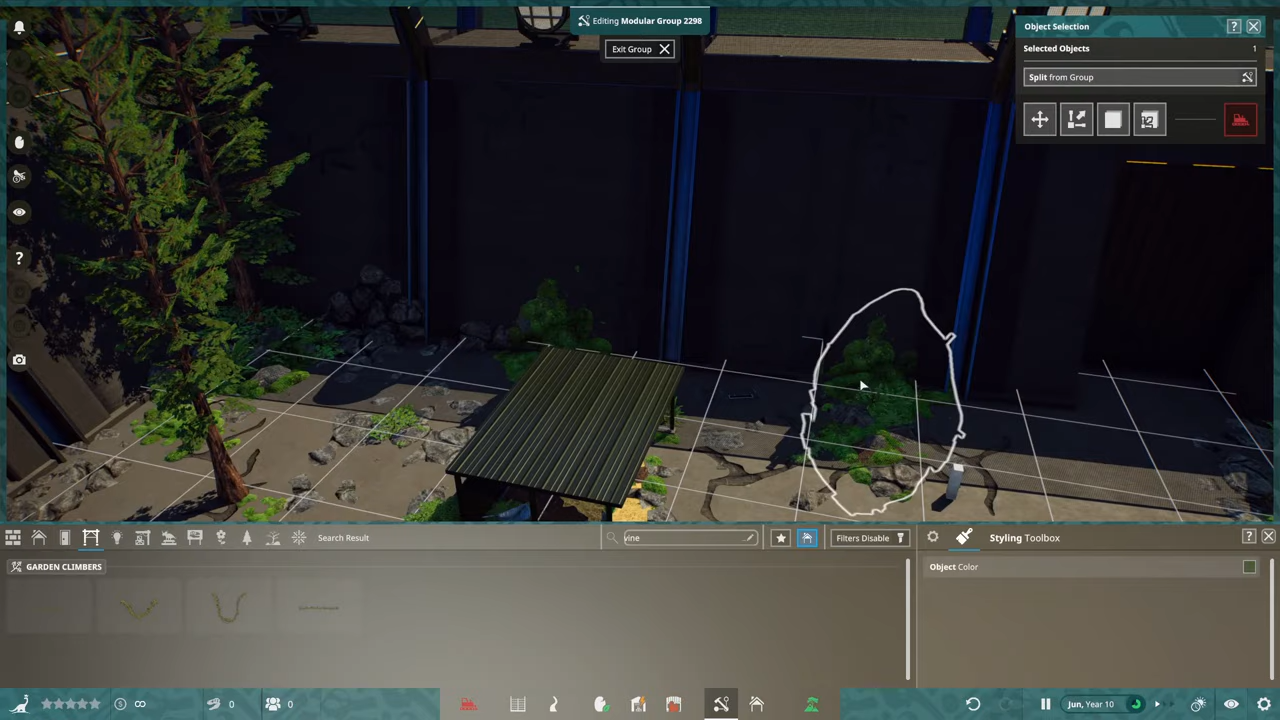 Editing Modular Group 2298
Exit Group
Object Selection
?
Selected Objects 1
Split from Group
12
?
Search Result
vine
Filters Disable
Styling Toolbox
?
GARDEN CLIMBERS
Object Color
∞
0
0
Jun, Year 10